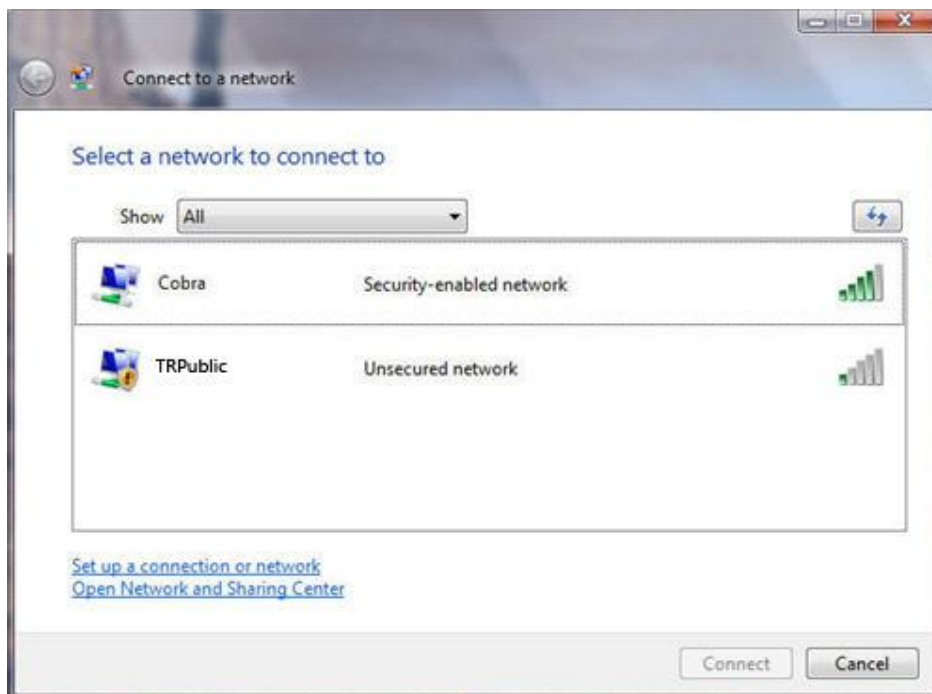 Connect to a network
Select a network to connect to
Show All
Cobra Security-enabled network
TRPublic Unsecured network
Set up a connection or network
Open Network and Sharing Center
Connect Cancel